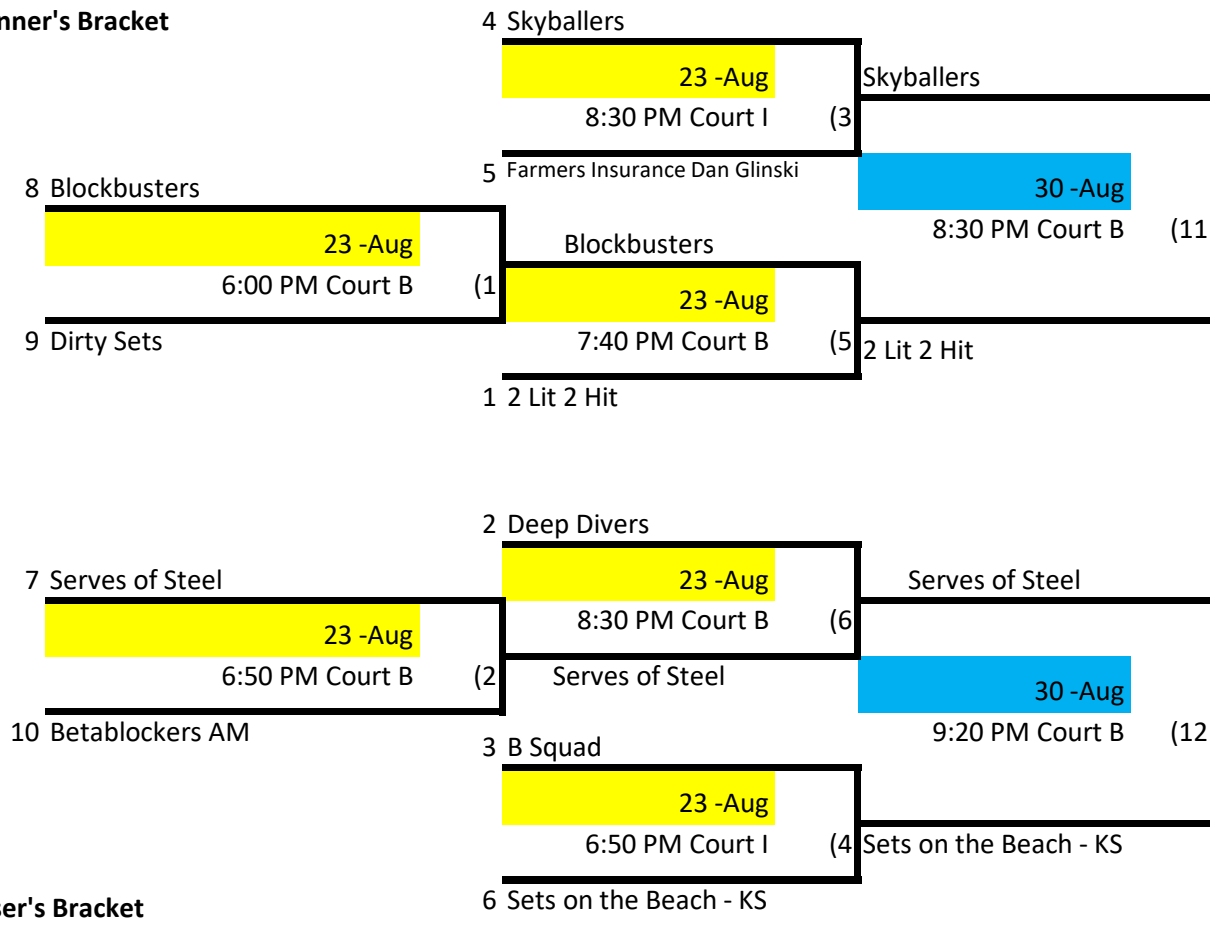 nner's Bracket
4 Skyballers
23 -Aug
Skyballers
8:30 PM Court I (3
5 Farmers Insurance Dan Glinski
8 Blockbusters
30 -Aug
8:30 PM Court B (11
23 -Aug
Blockbusters
6:00 PM Court B (1
23 -Aug
9 Dirty Sets
7:40 PM Court B (5
2 Lit 2 Hit
1 2 Lit 2 Hit
2 Deep Divers
7 Serves of Steel
23 -Aug
Serves of Steel
8:30 PM Court B (6
23 -Aug
6:50 PM Court B (2
Serves of Steel
30 -Aug
10 Betablockers AM
9:20 PM Court B (12
3 B Squad
23 -Aug
6:50 PM Court I (4
Sets on the Beach - KS
6 Sets on the Beach - KS
ser's Bracket